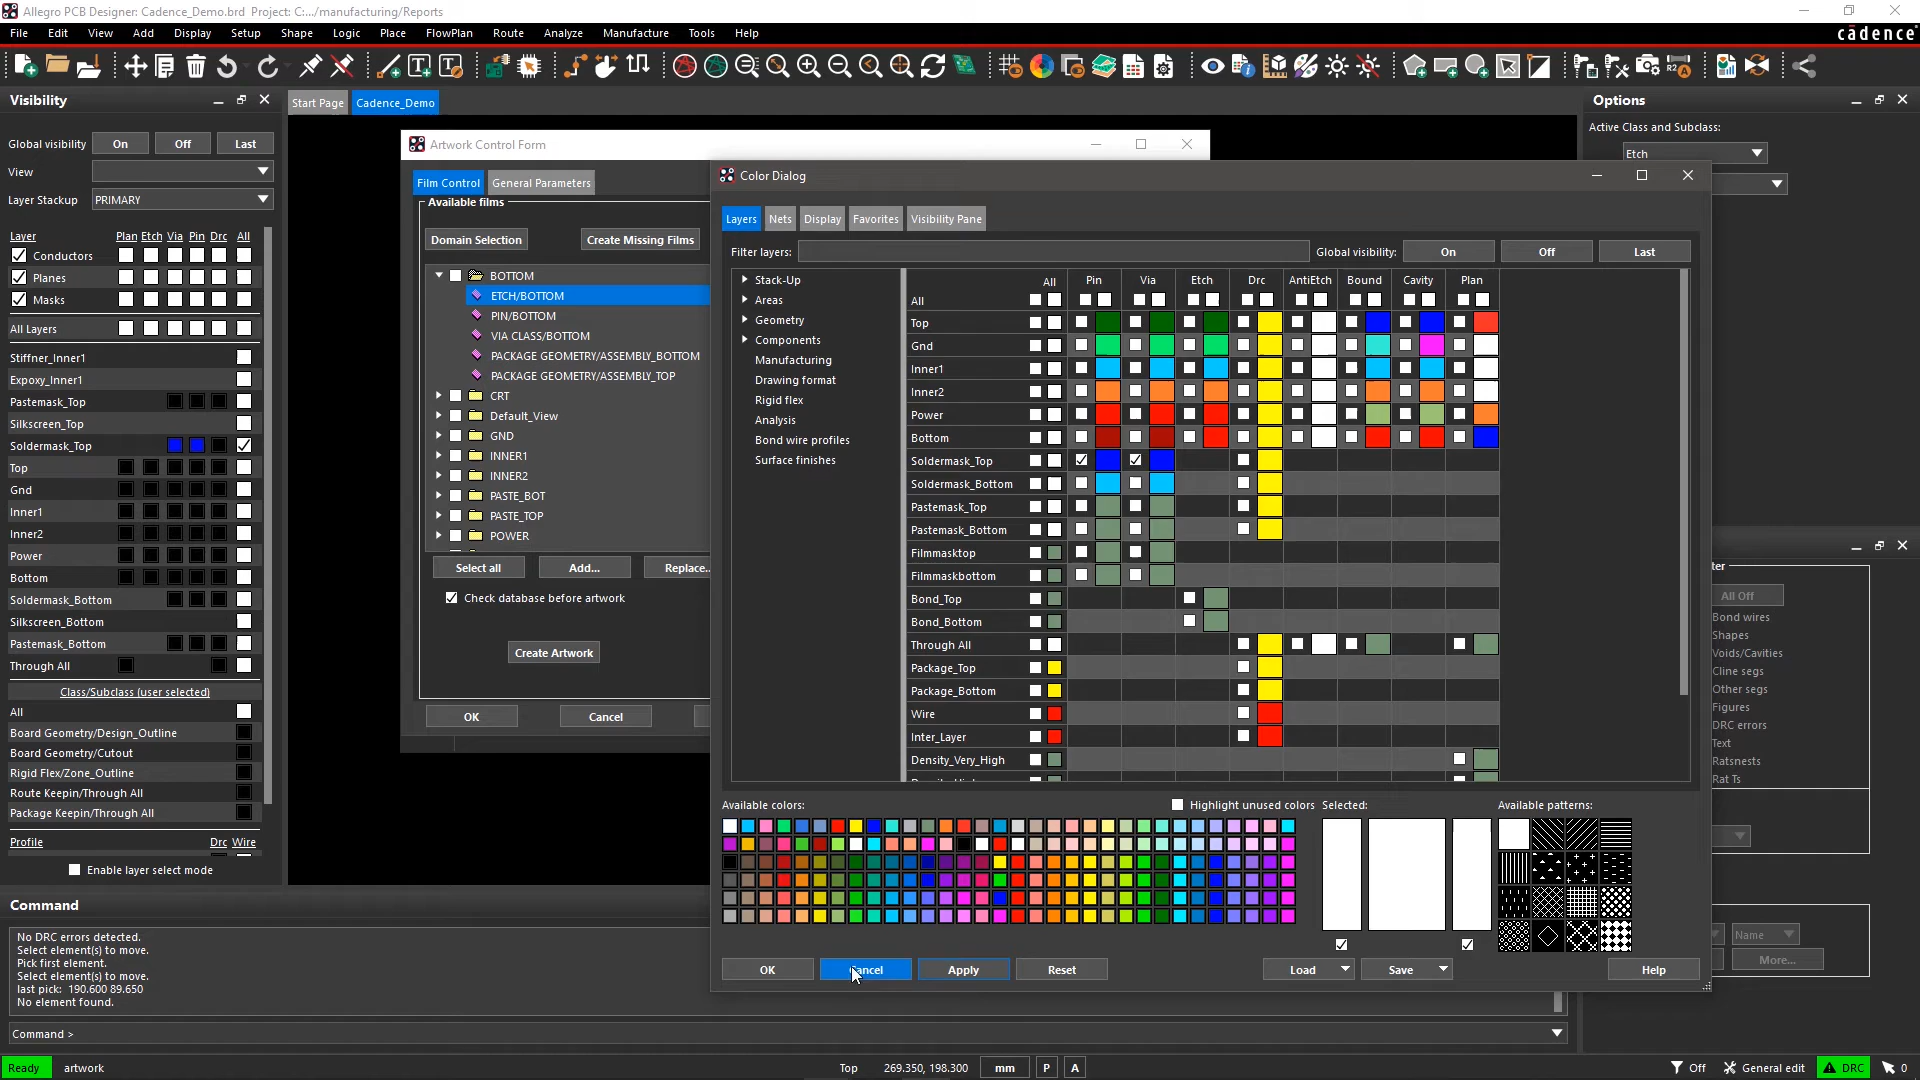 Allegro PCB Designer: Cadence_Demo.brd  Project: C:.../manufacturing/Reports
File Edit View Add Display Setup Shape Logic Place FlowPlan Route Analyze Manufacture Tools Help
cadence
Visibility
Start Page
Cadence_Demo
Options
Global visibility On Off Last
View
Layer Stackup PRIMARY
Layer Plan Etch Via Pin Drc All
Conductors
Planes
Masks
All Layers
Stiffner_Inner1
Expoxy_Inner1
Pastemask_Top
Silkscreen_Top
Soldermask_Top
Top
Gnd
Inner1
Inner2
Power
Bottom
Soldermask_Bottom
Silkscreen_Bottom
Pastemask_Bottom
Through All
Class/Subclass (user selected)
All
Board Geometry/Design_Outline
Board Geometry/Cutout
Rigid Flex/Zone_Outline
Route Keepin/Through All
Package Keepin/Through All
Profile Drc Wire
Enable layer select mode
Artwork Control Form
Film Control
General Parameters
Available films
Domain Selection
Create Missing Films
BOTTOM
ETCH/BOTTOM
PIN/BOTTOM
VIA CLASS/BOTTOM
PACKAGE GEOMETRY/ASSEMBLY_BOTTOM
PACKAGE GEOMETRY/ASSEMBLY_TOP
CRT
Default_View
GND
INNER1
INNER2
PASTE_BOT
PASTE_TOP
POWER
Select all
Add...
Replace..
Check database before artwork
Create Artwork
OK
Cancel
Color Dialog
Layers Nets Display Favorites Visibility Pane
Filter layers:
Global visibility: On Off Last
Stack-Up
Areas
Geometry
Components
Manufacturing
Drawing format
Rigid flex
Analysis
Bond wire profiles
Surface finishes
All Pin Via Etch Drc AntiEtch Bound Cavity Plan
All
Top
Gnd
Inner1
Inner2
Power
Bottom
Soldermask_Top
Soldermask_Bottom
Pastemask_Top
Pastemask_Bottom
Filmmasktop
Filmmaskbottom
Bond_Top
Bond_Bottom
Through All
Package_Top
Package_Bottom
Wire
Inter_Layer
Density_Very_High
Available colors:
Highlight unused colors
Selected:
Available patterns:
OK
Apply
Reset
Load
Save
Help
Active Class and Subclass:
Etch
ter
All Off
Bond wires
Shapes
Voids/Cavities
Cline segs
Other segs
Figures
DRC errors
Text
Ratsnests
Rat Ts
Name
More...
Command
No DRC errors detected.
Select element(s) to move.
Pick first element.
Select element(s) to move.
last pick:  190.600 89.650
No element found.
Command >
Ready
artwork
Top
269.350, 198.300
mm
P
A
Off
General edit
DRC
0